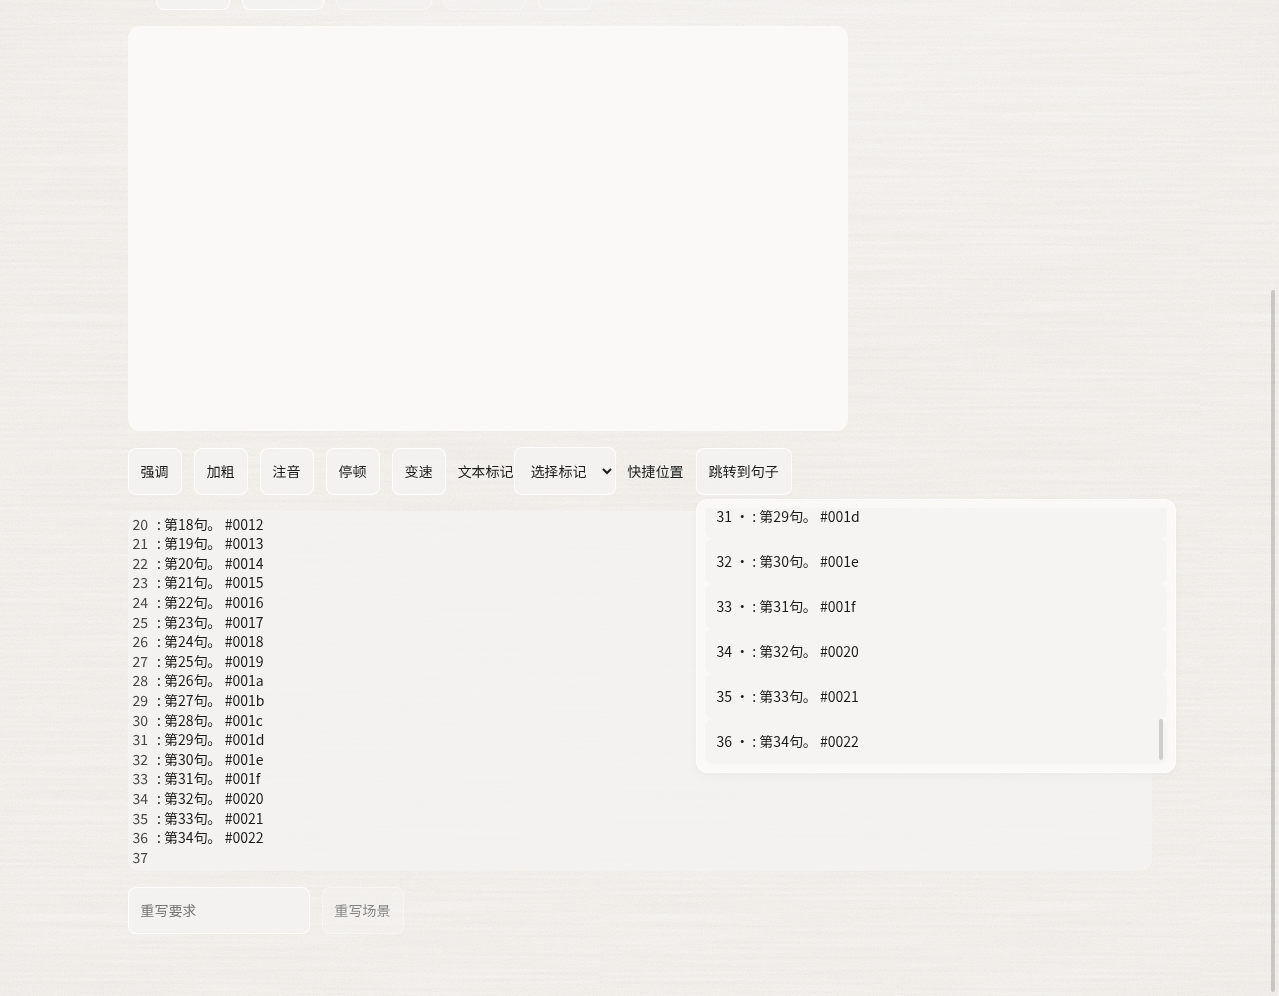 强调 加粗 注音 停顿 变速 文本标记 选择标记 快捷位置 跳转到句子
20 : 第18句。 #0012
21 : 第19句。 #0013
22 : 第20句。 #0014
23 : 第21句。 #0015
24 : 第22句。 #0016
25 : 第23句。 #0017
26 : 第24句。 #0018
27 : 第25句。 #0019
28 : 第26句。 #001a
29 : 第27句。 #001b
30 : 第28句。 #001c
31 : 第29句。 #001d
32 : 第30句。 #001e
33 : 第31句。 #001f
34 : 第32句。 #0020
35 : 第33句。 #0021
36 : 第34句。 #0022
37
31 · : 第29句。 #001d
32 · : 第30句。 #001e
33 · : 第31句。 #001f
34 · : 第32句。 #0020
35 · : 第33句。 #0021
36 · : 第34句。 #0022
重写要求 重写场景